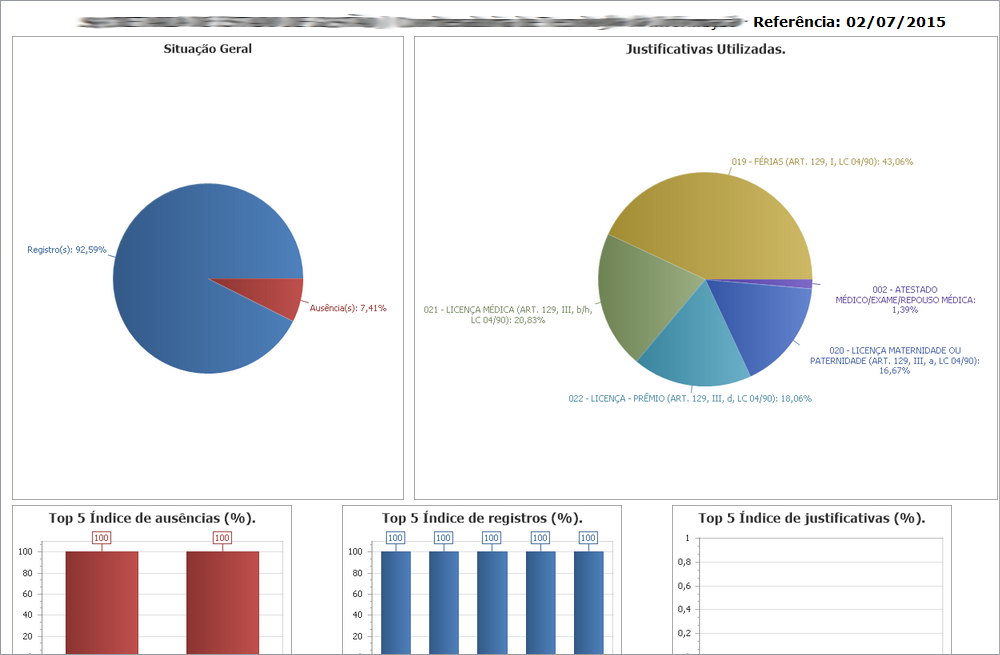 Referência: 02/07/2015
Situação Geral
Registro(s): 92,59%
Ausência(s): 7,41%
Justificativas Utilizadas.
019 - FÉRIAS (ART. 129, I, LC 04/90): 43,06%
002 - ATESTADO
MÉDICO/EXAME/REPOUSO MÉDICA:
1,39%
021 - LICENÇA MÉDICA (ART. 129, III, b/h,
LC 04/90): 20,83%
020 - LICENÇA MATERNIDADE OU
PATERNIDADE (ART. 129, III, a, LC 04/90):
16,67%
022 - LICENÇA - PRÊMIO (ART. 129, III, d, LC 04/90): 18,06%
Top 5 Índice de ausências (%).
100 100
100
80
60
40
20
Top 5 Índice de registros (%).
100 100 100 100 100
100
80
60
40
20
Top 5 Índice de justificativas (%).
1
0,8
0,6
0,4
0,2